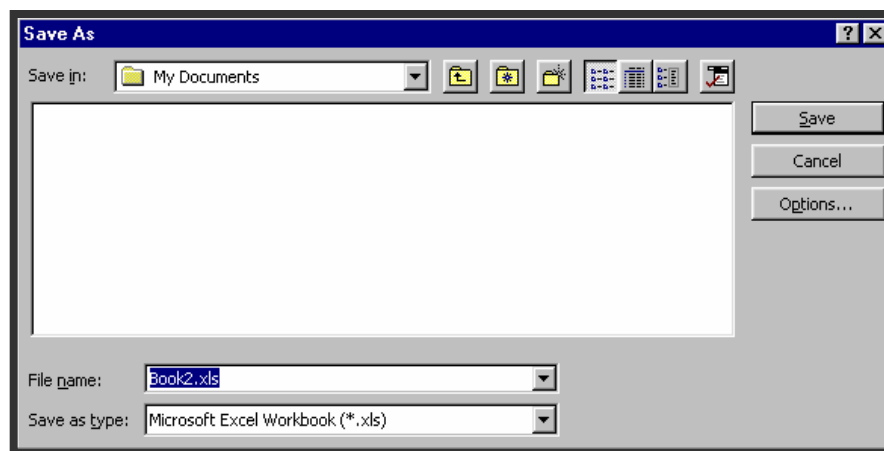 Save As
Save in: My Documents
Save
Cancel
Options...
File name: Book2.xls
Save as type: Microsoft Excel Workbook (*.xls)